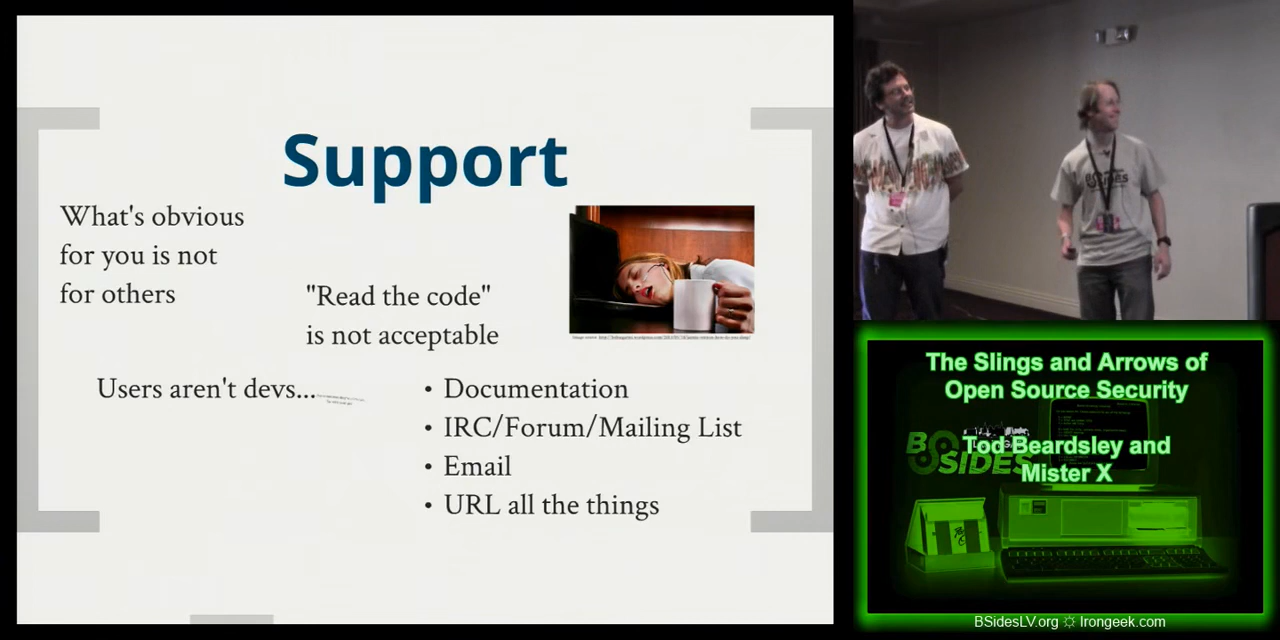 Support
What's obvious
for you is not
for others
"Read the code"
is not acceptable
Users aren't devs...
• Documentation
• IRC/Forum/Mailing List
• Email
• URL all the things
The Slings and Arrows of
Open Source Security
Tod Beardsley and
Mister X
BSIDES
BSidesLV.org ☼ Irongeek.com